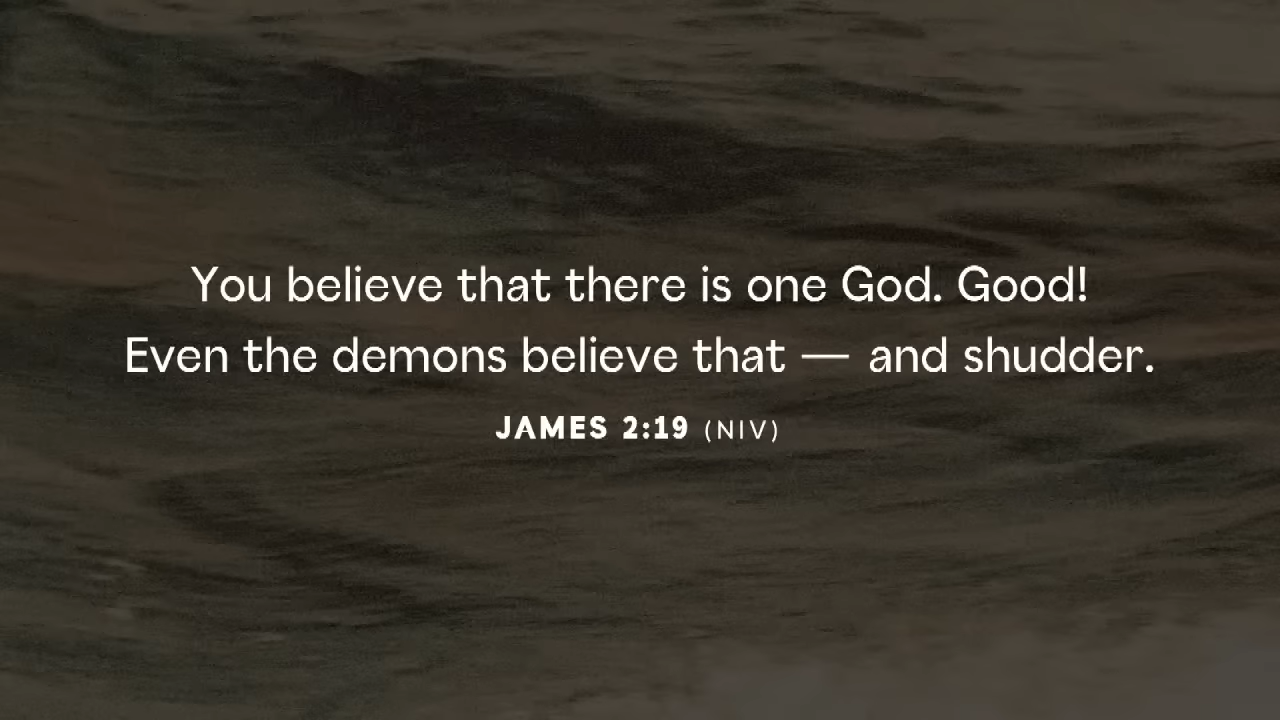 You believe that there is one God. Good!
Even the demons believe that — and shudder.
JAMES 2:19 (NIV)